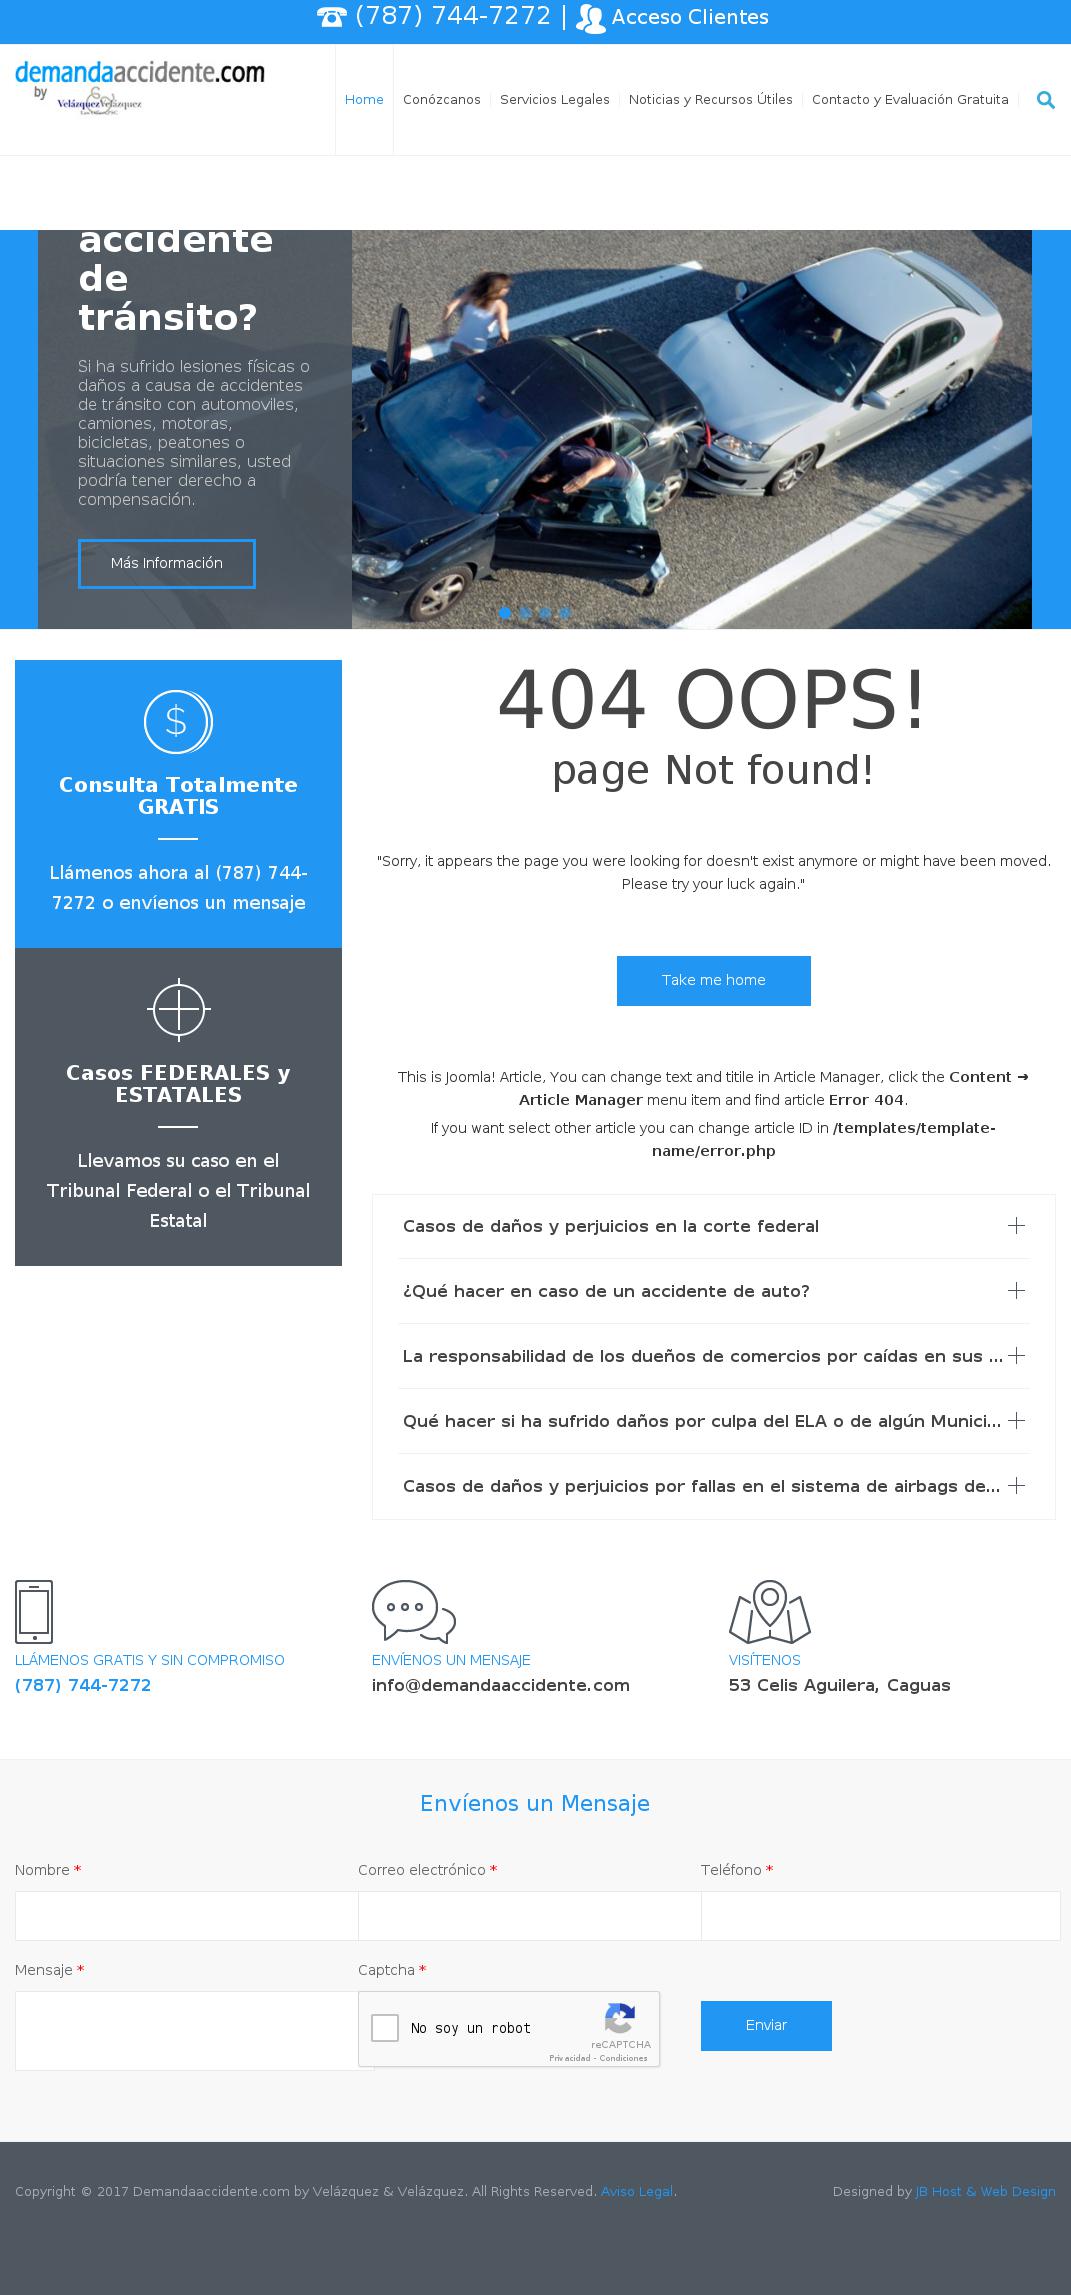 (787) 744-7272 | Acceso Clientes
demandaaccidente.com
by VelázquezVelázquez
Home
Conózcanos
Servicios Legales
Noticias y Recursos Útiles
Contacto y Evaluación Gratuita
accidente
de
tránsito?
Si ha sufrido lesiones físicas o
daños a causa de accidentes
de tránsito con automoviles,
camiones, motoras,
bicicletas, peatones o
situaciones similares, usted
podría tener derecho a
compensación.
Más Información
$
Consulta Totalmente
GRATIS
Llámenos ahora al (787) 744-
7272 o envíenos un mensaje
Casos FEDERALES y
ESTATALES
Llevamos su caso en el
Tribunal Federal o el Tribunal
Estatal
404 OOPS!
page Not found!
"Sorry, it appears the page you were looking for doesn't exist anymore or might have been moved.
Please try your luck again."
Take me home
This is Joomla! Article, You can change text and titile in Article Manager, click the Content ➔
Article Manager menu item and find article Error 404.
If you want select other article you can change article ID in /templates/template-
name/error.php
Casos de daños y perjuicios en la corte federal
¿Qué hacer en caso de un accidente de auto?
La responsabilidad de los dueños de comercios por caídas en sus ...
Qué hacer si ha sufrido daños por culpa del ELA o de algún Munici...
Casos de daños y perjuicios por fallas en el sistema de airbags de...
LLÁMENOS GRATIS Y SIN COMPROMISO
(787) 744-7272
ENVÍENOS UN MENSAJE
info@demandaaccidente.com
VISÍTENOS
53 Celis Aguilera, Caguas
Envíenos un Mensaje
Nombre *
Correo electrónico *
Teléfono *
Mensaje *
Captcha *
No soy un robot
reCAPTCHA
Privacidad - Condiciones
Enviar
Copyright © 2017 Demandaaccidente.com by Velázquez & Velázquez. All Rights Reserved. Aviso Legal.
Designed by JB Host & Web Design